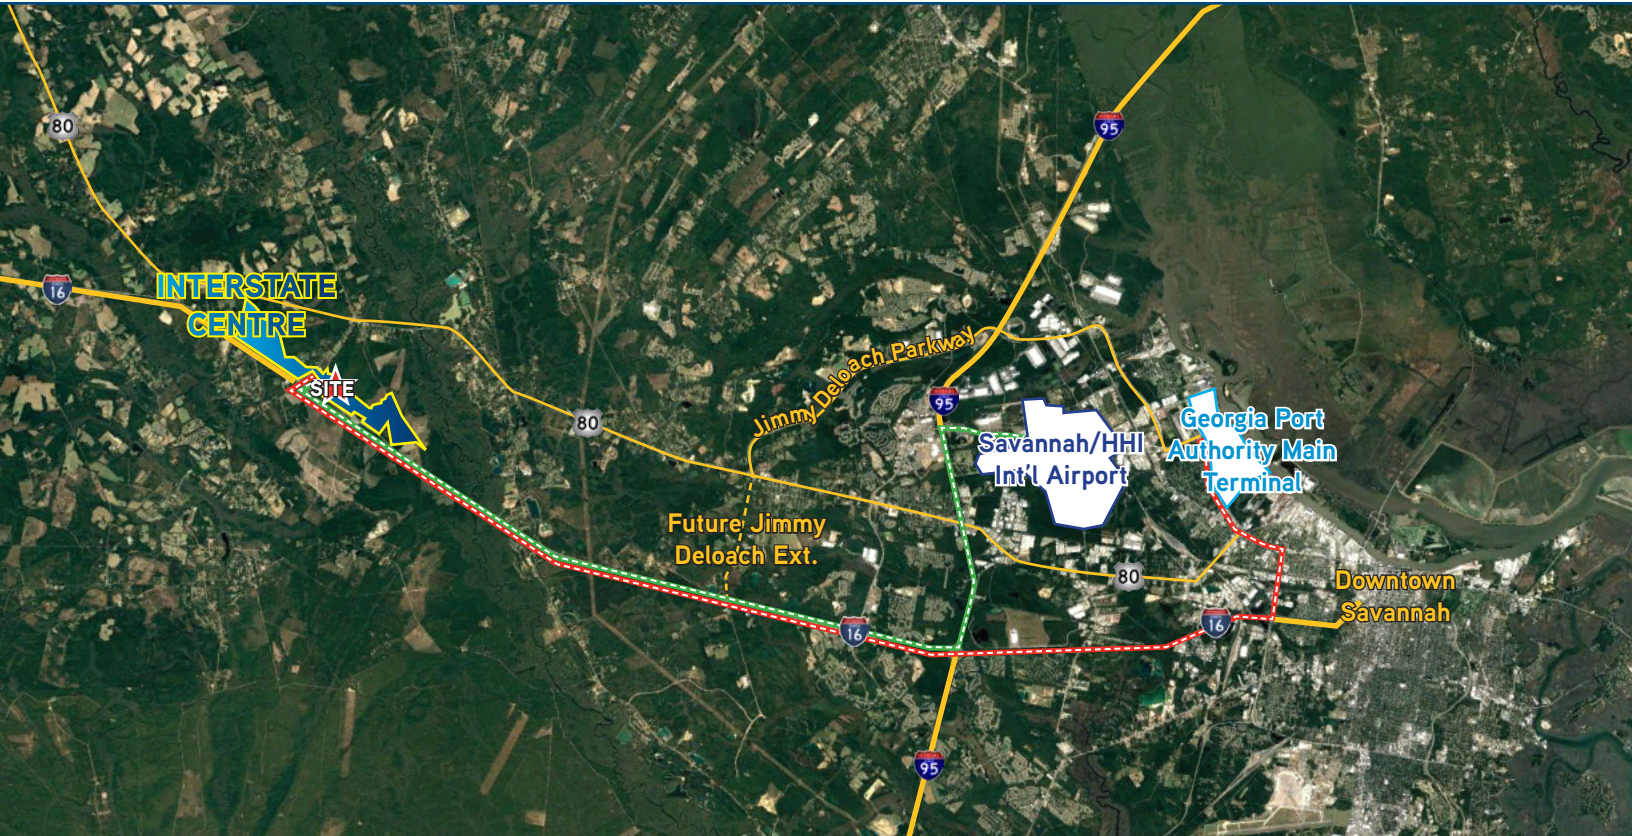 95
80
16
INTERSTATE
CENTRE
SITE
80
Jimmy Deloach Parkway
95
Savannah/HHI
Int'l Airport
Georgia Port
Authority Main
Terminal
Future Jimmy
Deloach Ext.
80
Downtown
Savannah
16
16
95